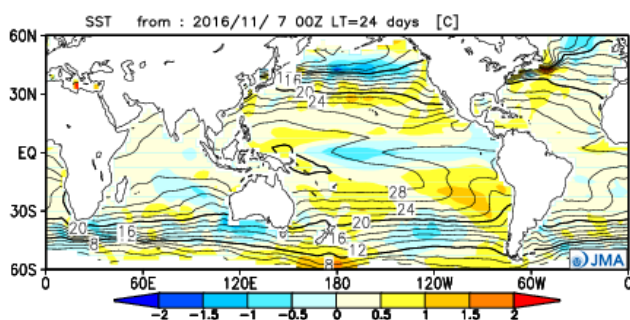 SST from : 2016/11/ 7 00Z LT=24 days [C]
60N
30N
EQ
30S
60S
16
20
24
28
24
20
16
12
8
20
16
8
JMA
0 60E 120E 180 120W 60W 0
-2 -1.5 -1 -0.5 0 0.5 1 1.5 2